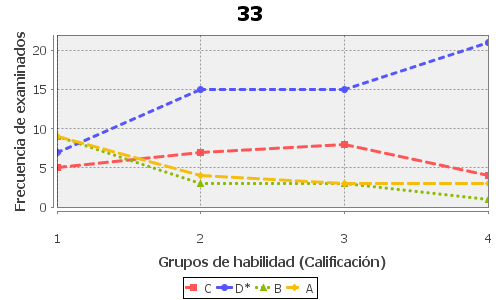 33
Frecuencia de examinados
20
15
10
5
0
1 2 3 4
Grupos de habilidad (Calificación)
C D* B A